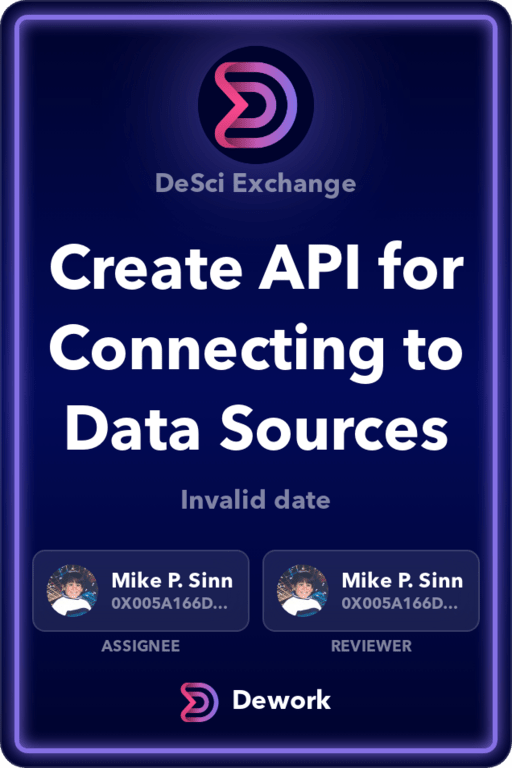 DeSci Exchange
Create API for
Connecting to
Data Sources
Invalid date
Mike P. Sinn
0X005A166D...
ASSIGNEE
Mike P. Sinn
0X005A166D...
REVIEWER
Dework